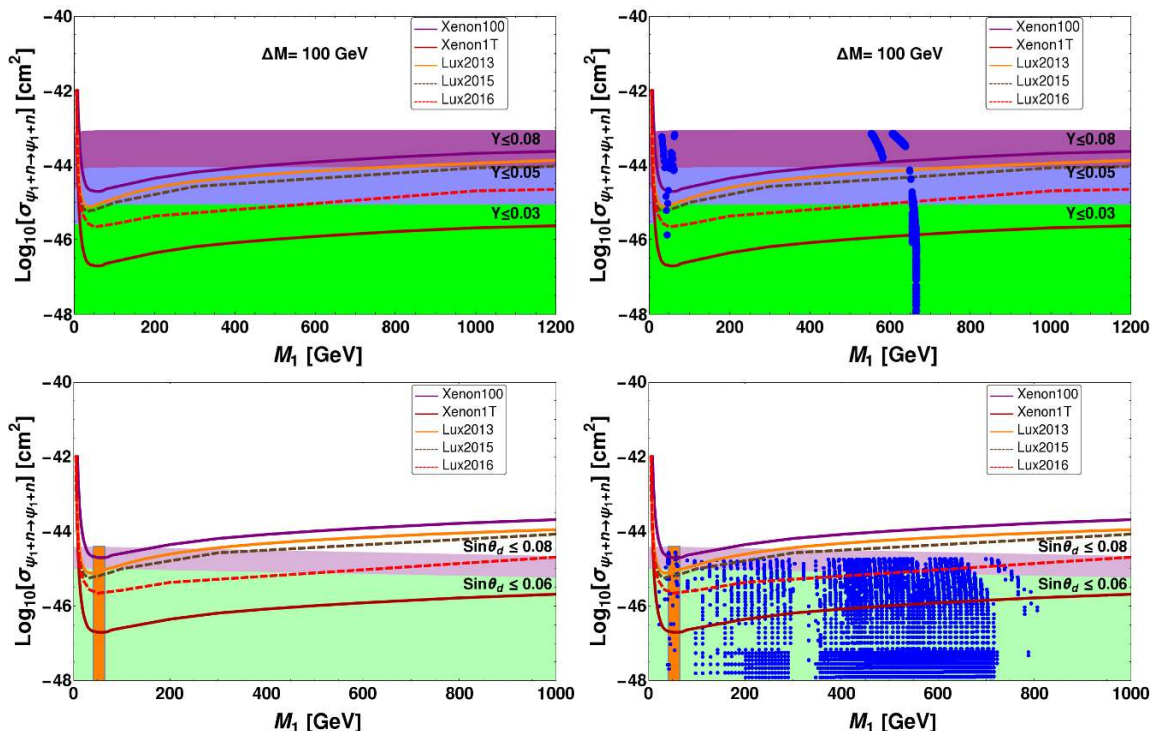 -40
-42
-44
-46
-48
Log10[σψ1+n→ψ1+n] [cm²]
ΔM= 100 GeV
Xenon100
Xenon1T
Lux2013
Lux2015
Lux2016
Y≤0.08
Y≤0.05
Y≤0.03
0 200 400 600 800 1000 1200
M1 [GeV]
-40
-42
-44
-46
-48
Log10[σψ1+n→ψ1+n] [cm²]
ΔM= 100 GeV
Xenon100
Xenon1T
Lux2013
Lux2015
Lux2016
Y≤0.08
Y≤0.05
Y≤0.03
0 200 400 600 800 1000 1200
M1 [GeV]
-40
-42
-44
-46
-48
Log10[σψ1+n→ψ1+n] [cm²]
Xenon100
Xenon1T
Lux2013
Lux2015
Lux2016
Sinθd ≤ 0.08
Sinθd ≤ 0.06
0 200 400 600 800 1000
M1 [GeV]
-40
-42
-44
-46
-48
Log10[σψ1+n→ψ1+n] [cm²]
Xenon100
Xenon1T
Lux2013
Lux2015
Lux2016
Sinθd ≤ 0.08
Sinθd ≤ 0.06
0 200 400 600 800 1000
M1 [GeV]